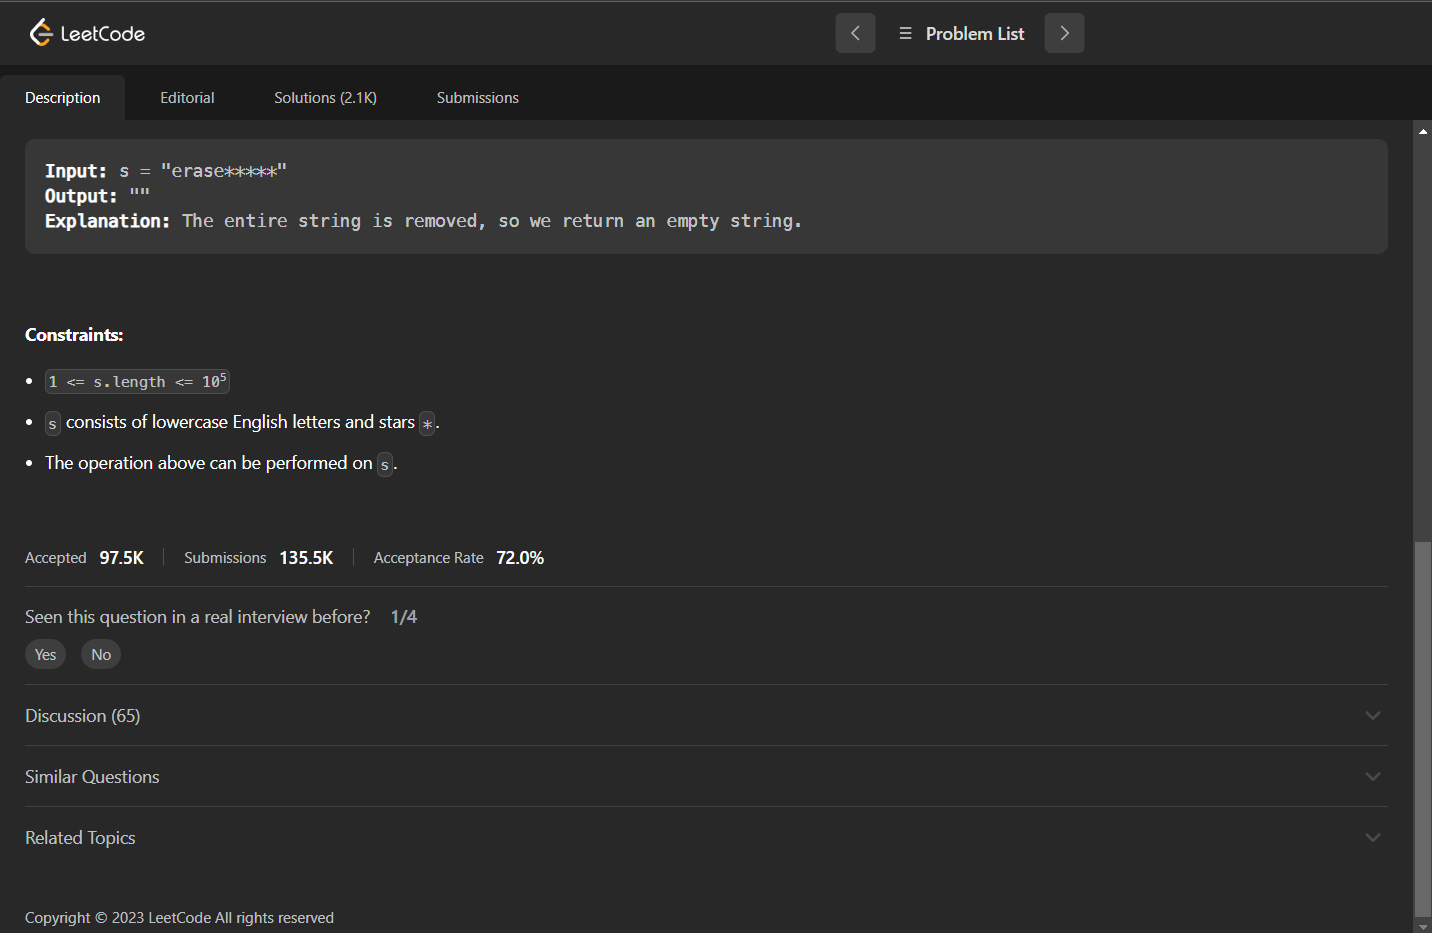 LeetCode
Problem List
Description Editorial Solutions (2.1K) Submissions
Input: s = "erase*****"
Output: ""
Explanation: The entire string is removed, so we return an empty string.
Constraints:
• 1 <= s.length <= 10⁵
• s consists of lowercase English letters and stars *.
• The operation above can be performed on s.
Accepted 97.5K Submissions 135.5K Acceptance Rate 72.0%
Seen this question in a real interview before? 1/4
Yes No
Discussion (65)
Similar Questions
Related Topics
Copyright © 2023 LeetCode All rights reserved